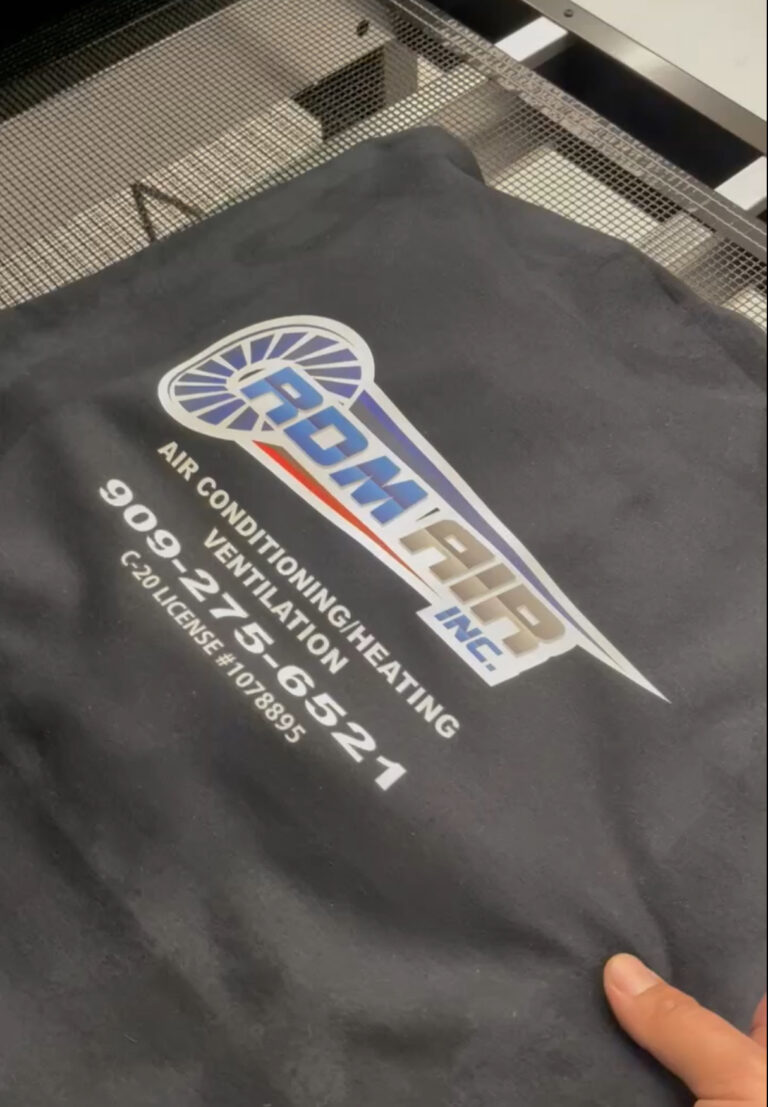 RDM AIR
INC.
AIR CONDITIONING/HEATING
VENTILATION
909-275-6521
C-20 LICENSE #1078895